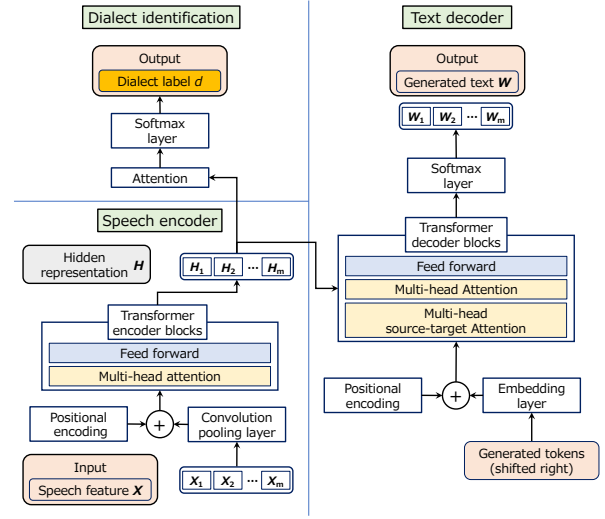 Dialect identification
Output
Dialect label d
Softmax
layer
Attention
Speech encoder
Hidden
representation H
H1 H2 ··· Hm
Transformer
encoder blocks
Feed forward
Multi-head attention
Positional
encoding
+
Convolution
pooling layer
Input
Speech feature X
X1 X2 ··· Xm
Text decoder
Output
Generated text W
W1 W2 ··· Wm
Softmax
layer
Transformer
decoder blocks
Feed forward
Multi-head Attention
Multi-head
source-target Attention
Positional
encoding
+
Embedding
layer
Generated tokens
(shifted right)